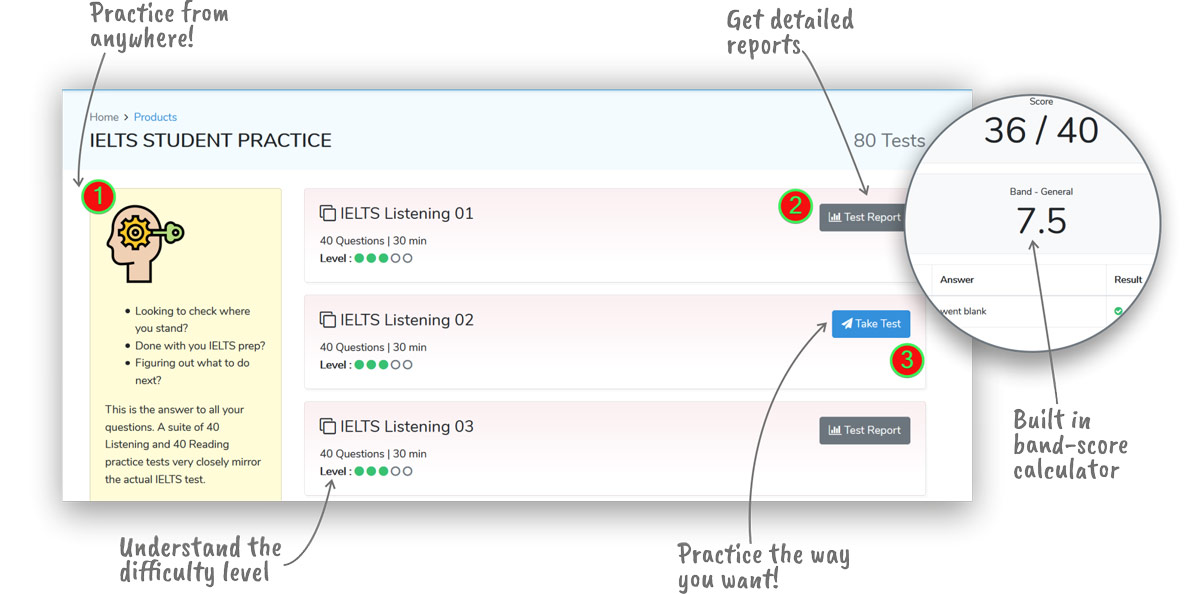 Practice from
anywhere!
Get detailed
reports
Home > Products
IELTS STUDENT PRACTICE
80 Tests
1
Looking to check where
you stand?
Done with you IELTS prep?
Figuring out what to do
next?
This is the answer to all your
questions. A suite of 40
Listening and 40 Reading
practice tests very closely mirror
the actual IELTS test.
IELTS Listening 01
40 Questions | 30 min
Level :
2
Test Report
IELTS Listening 02
40 Questions | 30 min
Level :
Take Test
3
IELTS Listening 03
40 Questions | 30 min
Level :
Test Report
Score
36 / 40
Band - General
7.5
Answer Result
went blank
Built in
band-score
calculator
Understand the
difficulty level
Practice the way
you want!